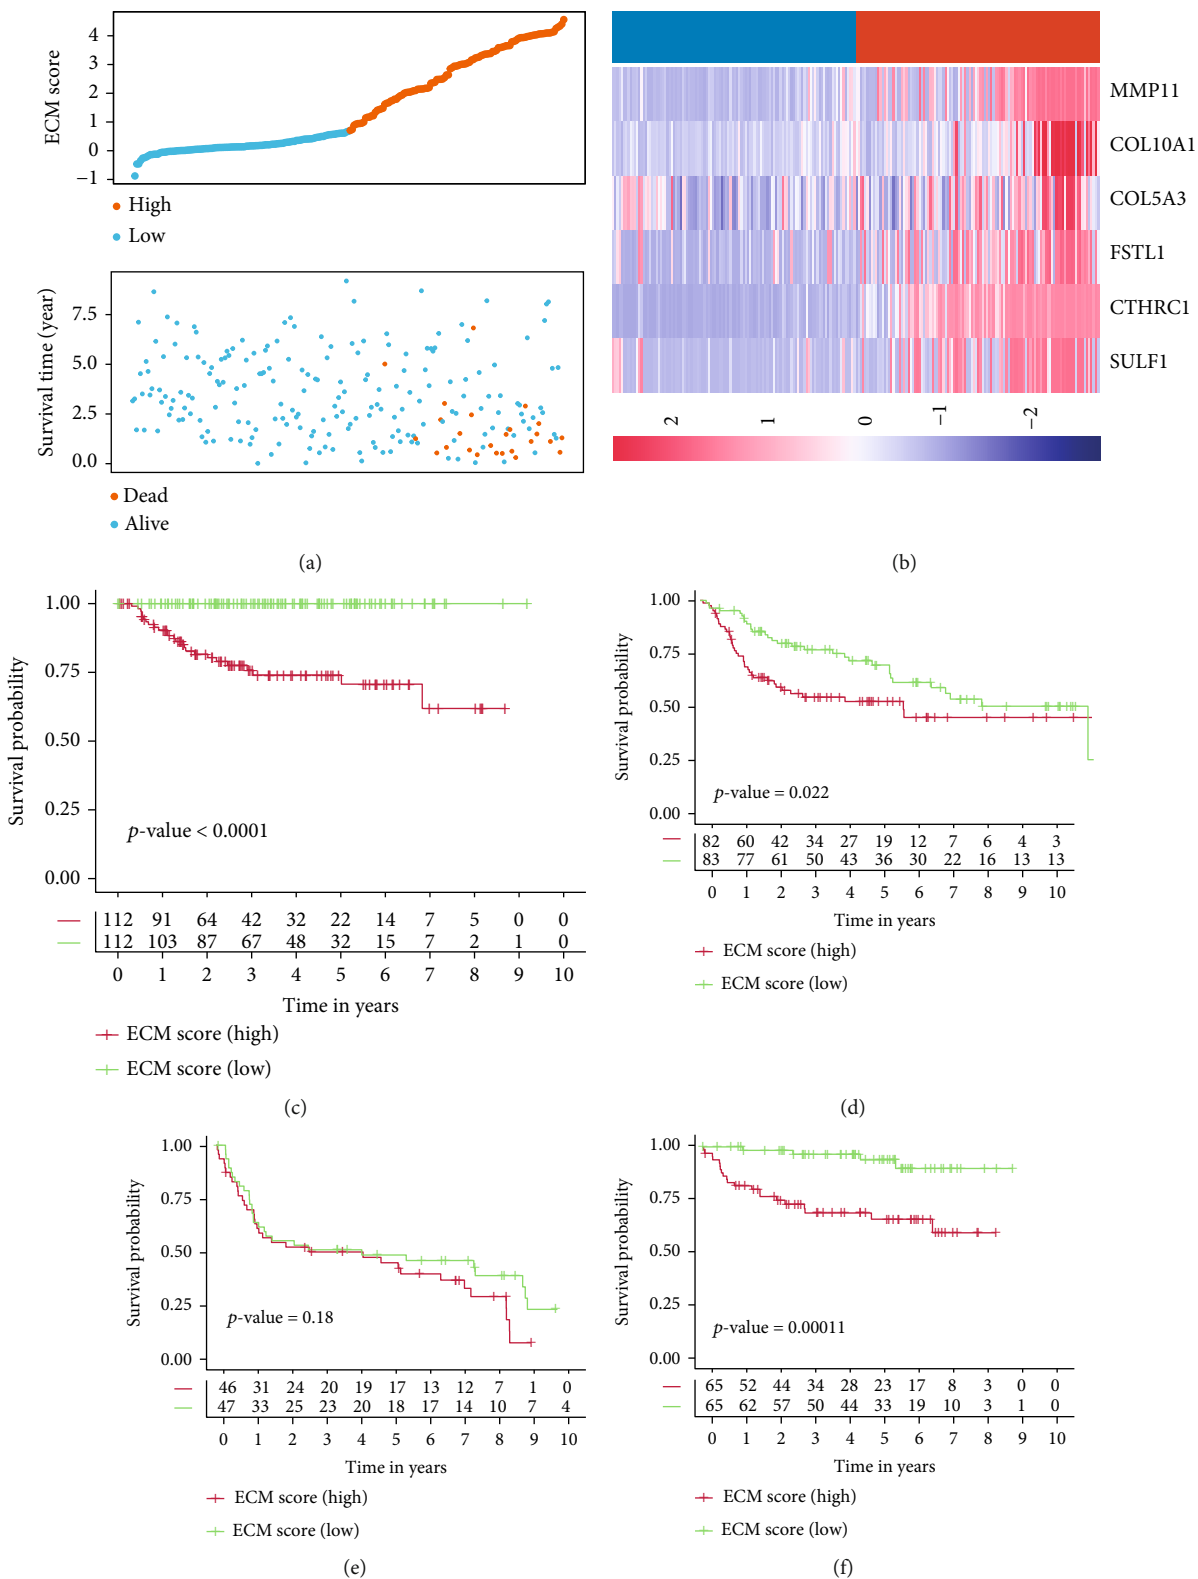 4
3
2
1
0
−1
ECM score
High
Low
7.5
5.0
2.5
0.0
Survival time (year)
Dead
Alive
(a)
MMP11
COL10A1
COL5A3
FSTL1
CTHRC1
SULF1
2 1 0 −1 −2
(b)
1.00
0.75
0.50
0.25
0.00
Survival probability
p-value < 0.0001
112 91 64 42 32 22 14 7 5 0 0
112 103 87 67 48 32 15 7 2 1 0
0 1 2 3 4 5 6 7 8 9 10
Time in years
ECM score (high)
ECM score (low)
(c)
1.00
0.75
0.50
0.25
0.00
Survival probability
p-value = 0.022
82 60 42 34 27 19 12 7 6 4 3
83 77 61 50 43 36 30 22 16 13 13
0 1 2 3 4 5 6 7 8 9 10
Time in years
ECM score (high)
ECM score (low)
(d)
1.00
0.75
0.50
0.25
0.00
Survival probability
p-value = 0.18
46 31 24 20 19 17 13 12 7 1 0
47 33 25 23 20 18 17 14 10 7 4
0 1 2 3 4 5 6 7 8 9 10
Time in years
ECM score (high)
ECM score (low)
(e)
1.00
0.75
0.50
0.25
0.00
Survival probability
p-value = 0.00011
65 52 44 34 28 23 17 8 3 0 0
65 62 57 50 44 33 19 10 3 1 0
0 1 2 3 4 5 6 7 8 9 10
Time in years
ECM score (high)
ECM score (low)
(f)